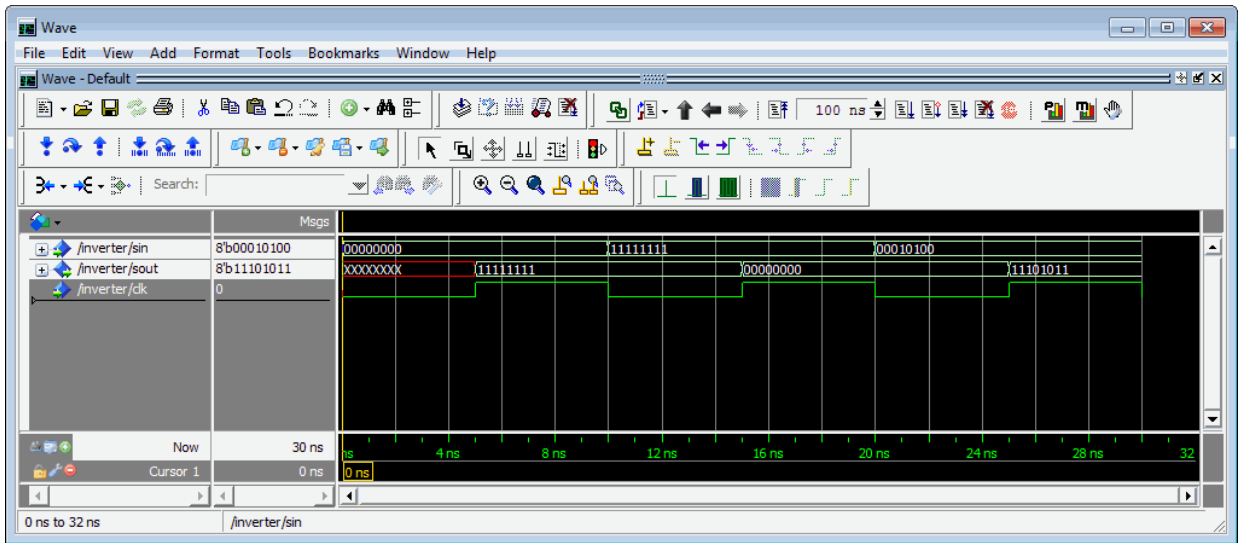 Wave
File Edit View Add Format Tools Bookmarks Window Help
Wave - Default
100 ns
Search:
Msgs
/inverter/sin 8'b00010100 00000000 11111111 00010100
/inverter/sout 8'b11101011 XXXXXXXX 11111111 00000000 11101011
/inverter/clk 0
Now 30 ns ns 4 ns 8 ns 12 ns 16 ns 20 ns 24 ns 28 ns 32
Cursor 1 0 ns 0 ns
0 ns to 32 ns /inverter/sin